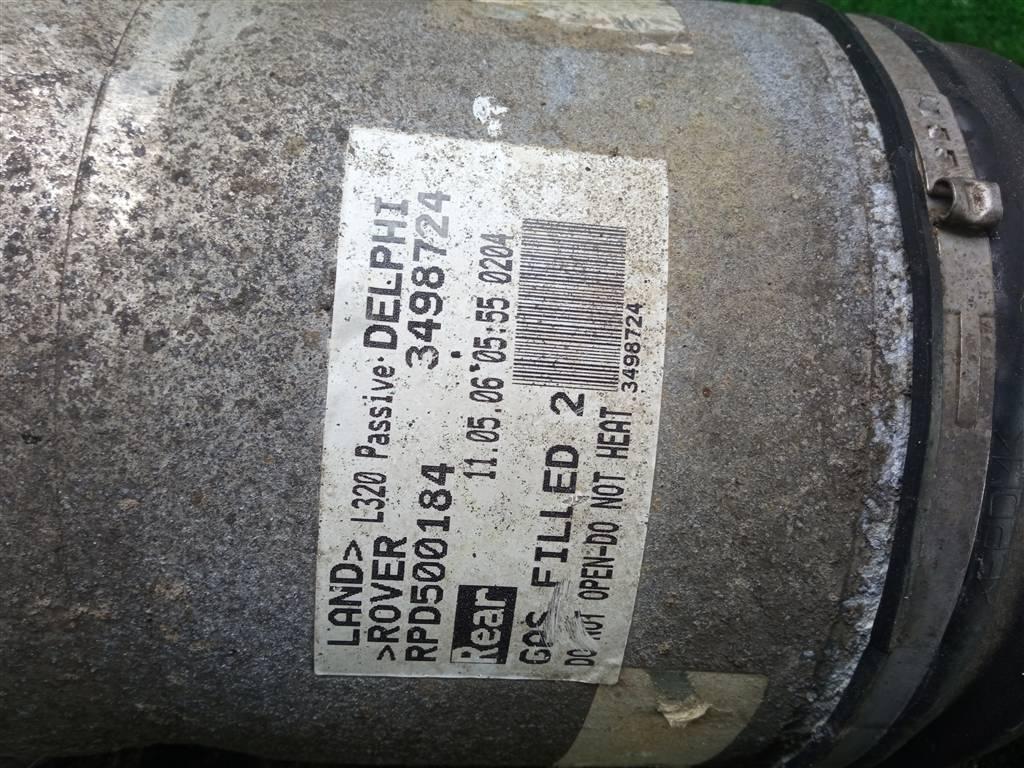 LAND> L320 Passive· DELPHI
>ROVER 3498724
RPD500184 11.05.06 05:55 0204
Rear
3498724
GAS FILLED 2
DO NOT OPEN-DO NOT HEAT